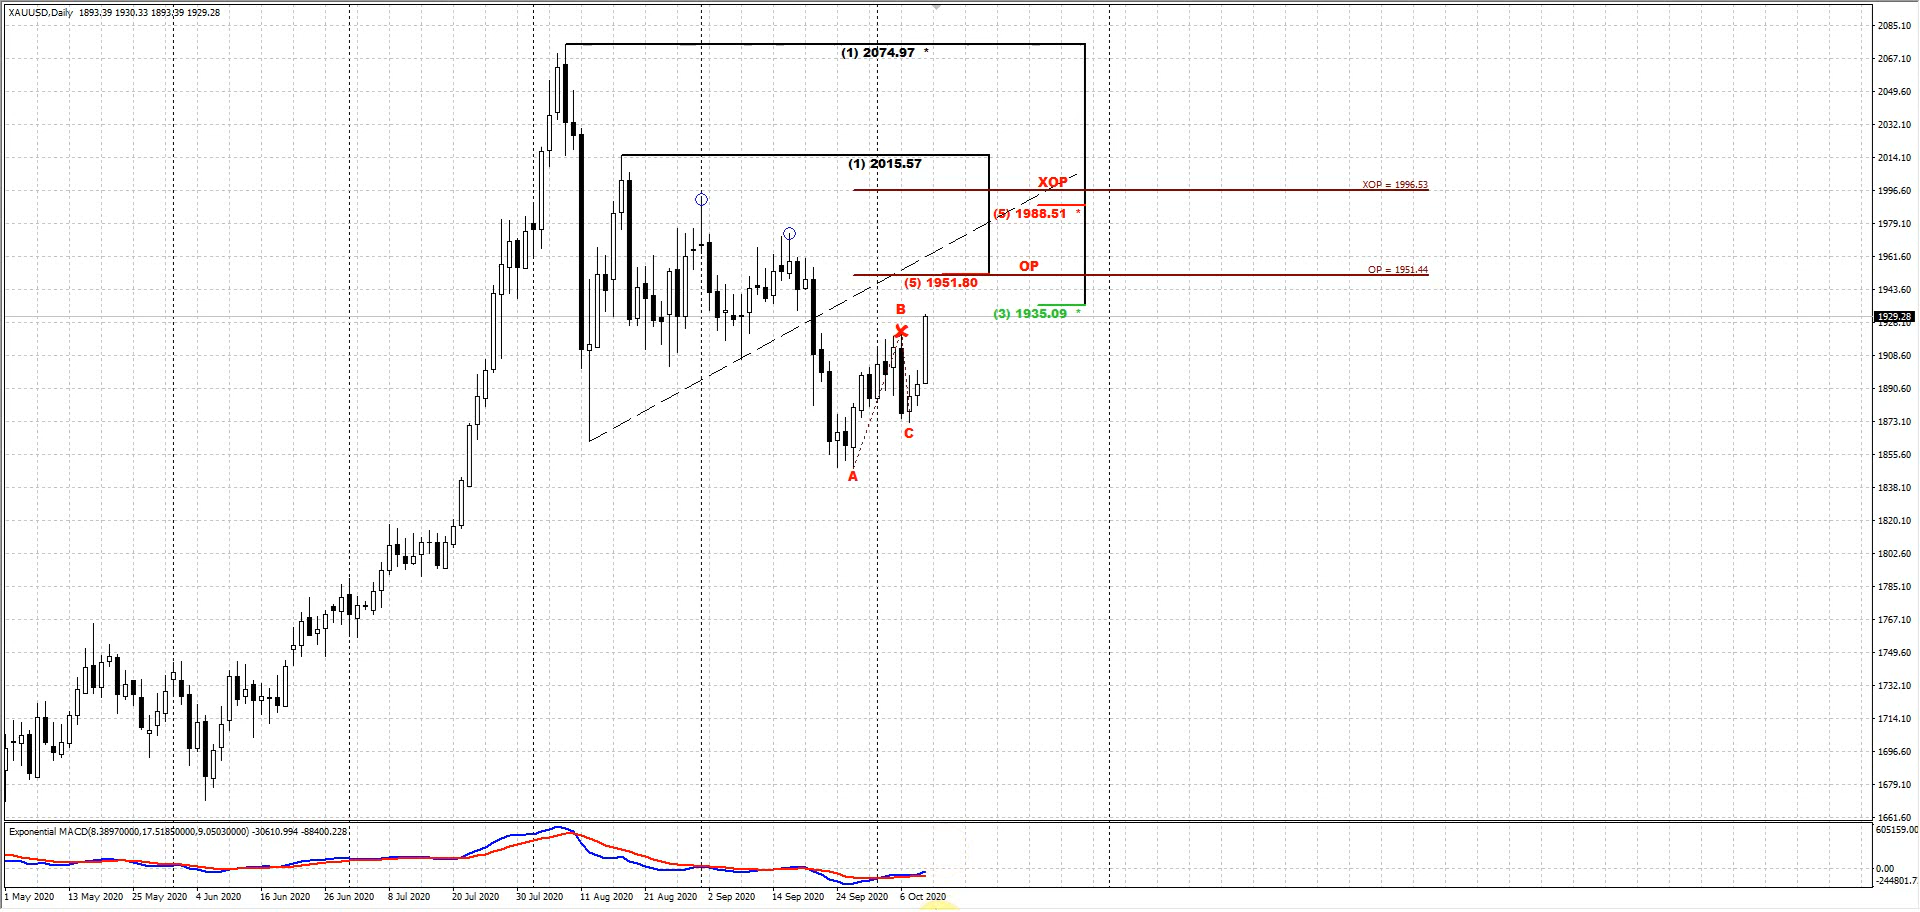 XAUUSD,Daily 1893.39 1930.33 1893.39 1929.28
2085.10
(1) 2074.97 *
2067.10
2049.60
2032.10
2014.10
(1) 2015.57
XOP
XOP = 1996.53
1996.60
(5) 1988.51 *
1979.10
1961.60
OP
OP = 1951.44
(5) 1951.80
1943.60
B
(3) 1935.09 *
1929.28
1926.10
1908.60
1890.60
1873.10
C
1855.60
A
1838.10
1820.10
1802.60
1785.10
1767.10
1749.60
1732.10
1714.10
1696.60
1679.10
1661.60
Exponential MACD(8.38970000,17.51850000,9.05030000) -30610.994 -88400.228
605159.00
0.00
-244801.7
1 May 2020 13 May 2020 25 May 2020 4 Jun 2020 16 Jun 2020 26 Jun 2020 8 Jul 2020 20 Jul 2020 30 Jul 2020 11 Aug 2020 21 Aug 2020 2 Sep 2020 14 Sep 2020 24 Sep 2020 6 Oct 2020